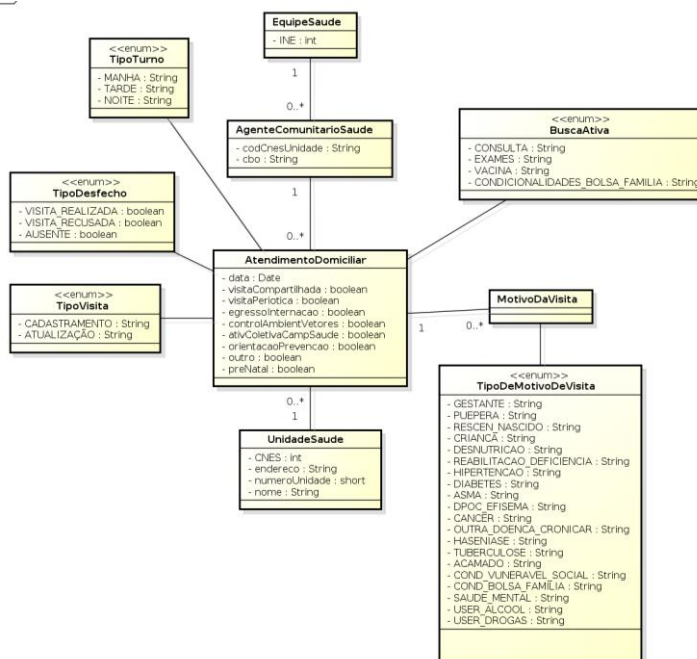 EquipeSaude
- INE : int
<<enum>>
TipoTurno
- MANHA : String
- TARDE : String
- NOITE : String
1
0..*
AgenteComunitarioSaude
- codCnesUnidade : String
- cbo : String
<<enum>>
BuscaAtiva
- CONSULTA : String
- EXAMES : String
- VACINA : String
- CONDICIONALIDADES_BOLSA_FAMILIA : String
<<enum>>
TipoDesfecho
- VISITA_REALIZADA : boolean
- VISITA_RECUSADA : boolean
- AUSENTE : boolean
1
0..*
AtendimentoDomiciliar
- data : Date
- visitaCompartilhada : boolean
- visitaPeriotica : boolean
- egressoInternacao : boolean
- controlAmbientVetores : boolean
- ativColetivaCampSaude : boolean
- orientacaoPrevencao : boolean
- outro : boolean
- preNatal : boolean
<<enum>>
TipoVisita
- CADASTRAMENTO : String
- ATUALIZAÇÃO : String
MotivoDaVisita
1
0..*
0..*
1
UnidadeSaude
- CNES : int
- endereco : String
- numeroUnidade : short
- nome : String
<<enum>>
TipoDeMotivoDeVisita
- GESTANTE : String
- PUEPERA : String
- RESCEN_NASCIDO : String
- CRIANCA : String
- DESNUTRICAO : String
- REABILITACAO_DEFICIENCIA : String
- HIPERTENCAO : String
- DIABETES : String
- ASMA : String
- DPOC_EFISEMA : String
- CANCER : String
- OUTRA_DOENCA_CRONICAR : String
- HASENIASE : String
- TUBERCULOSE : String
- ACAMADO : String
- COND_VUNERAVEL_SOCIAL : String
- COND_BOLSA_FAMILIA : String
- SAUDE_MENTAL : String
- USER_ALCOOL : String
- USER_DROGAS : String